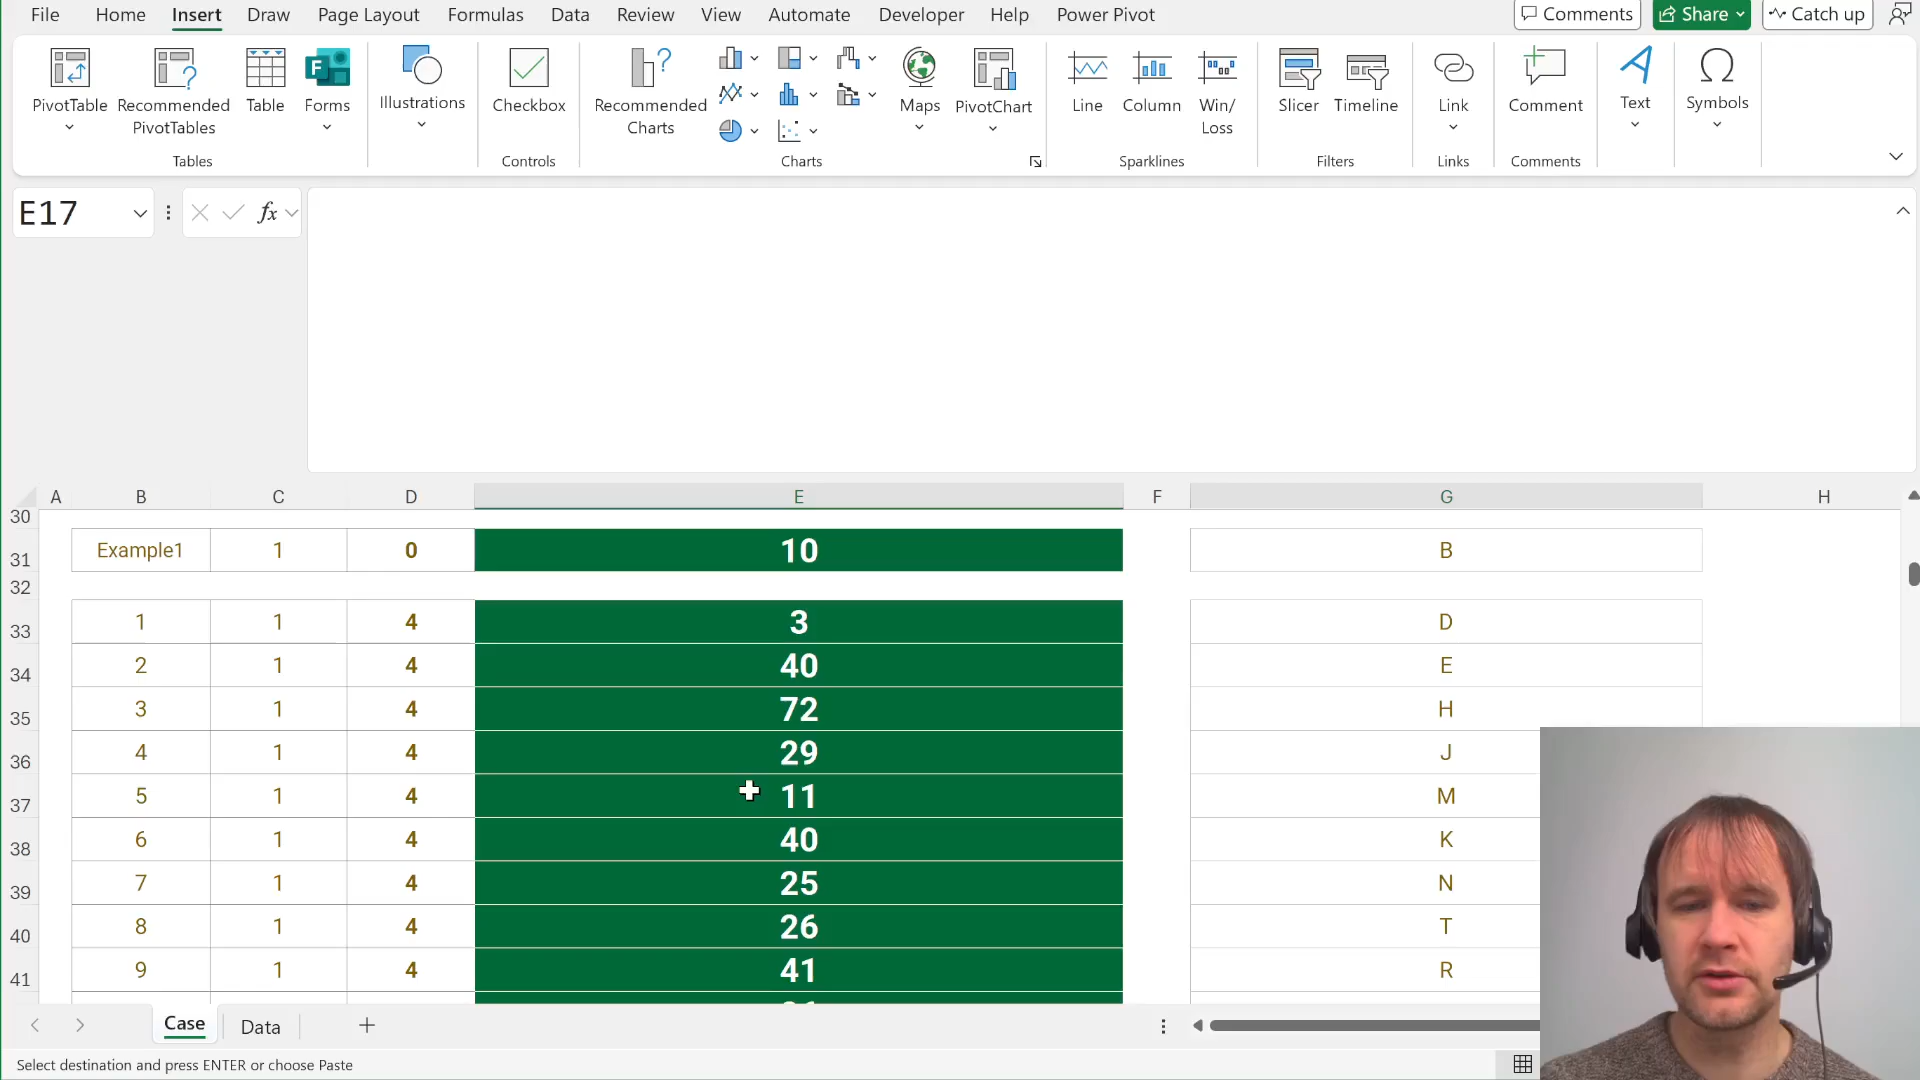 File Home Insert Draw Page Layout Formulas Data Review View Automate Developer Help Power Pivot Comments Share Catch up
PivotTable Recommended PivotTables Table Forms Illustrations Checkbox Recommended Charts Maps PivotChart Line Column Win/Loss Slicer Timeline Link Comment Text Symbols
Tables Controls Charts Sparklines Filters Links Comments
E17 fx
A B C D E F G H
30
31 Example1 1 0 10 B
32
33 1 1 4 3 D
34 2 1 4 40 E
35 3 1 4 72 H
36 4 1 4 29 J
37 5 1 4 11 M
38 6 1 4 40 K
39 7 1 4 25 N
40 8 1 4 26 T
41 9 1 4 41 R
Case Data
Select destination and press ENTER or choose Paste